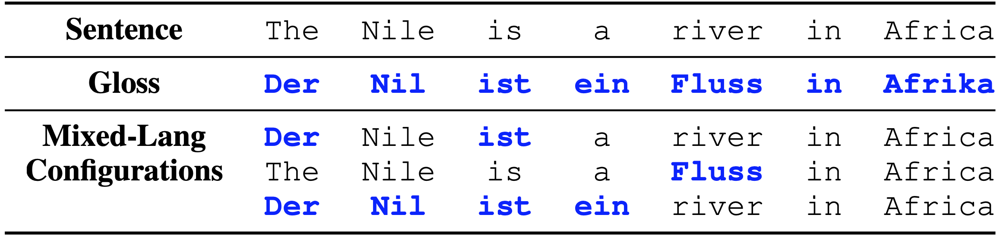 Sentence The Nile is a river in Africa
Gloss Der Nil ist ein Fluss in Afrika
Mixed-Lang Der Nile ist a river in Africa
Configurations The Nile is a Fluss in Africa
Der Nil ist ein river in Africa